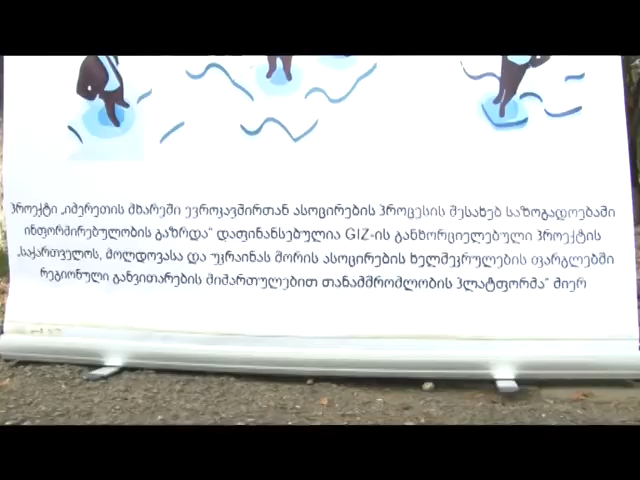 პროექტი „იმერეთის მხარეში ევროკავშირთან ასოცირების პროცესის შესახებ საზოგადოებაში
ინფორმირებულობის გაზრდა“ დაფინანსებულია GIZ-ის განხორციელებული პროექტის
„საქართველოს, მოლდოვასა და უკრაინას შორის ასოცირების ხელშეკრულების ფარგლებში
რეგიონული განვითარების მიმართულებით თანამშრომლობის პლატფორმა“ მიერ